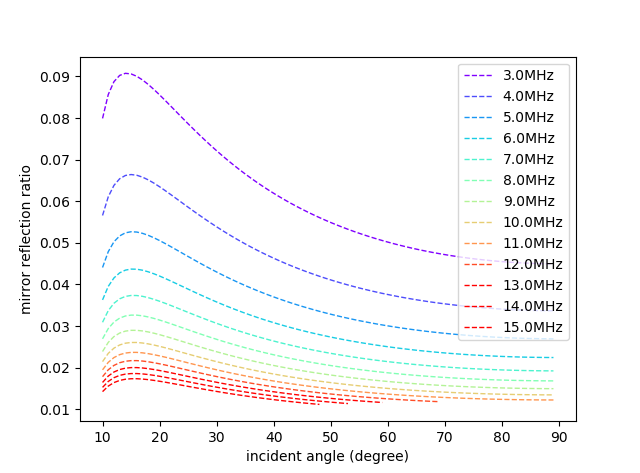 3.0MHz
4.0MHz
5.0MHz
6.0MHz
7.0MHz
8.0MHz
9.0MHz
10.0MHz
11.0MHz
12.0MHz
13.0MHz
14.0MHz
15.0MHz
0.09
0.08
0.07
0.06
0.05
0.04
0.03
0.02
0.01
mirror reflection ratio
10 20 30 40 50 60 70 80 90
incident angle (degree)